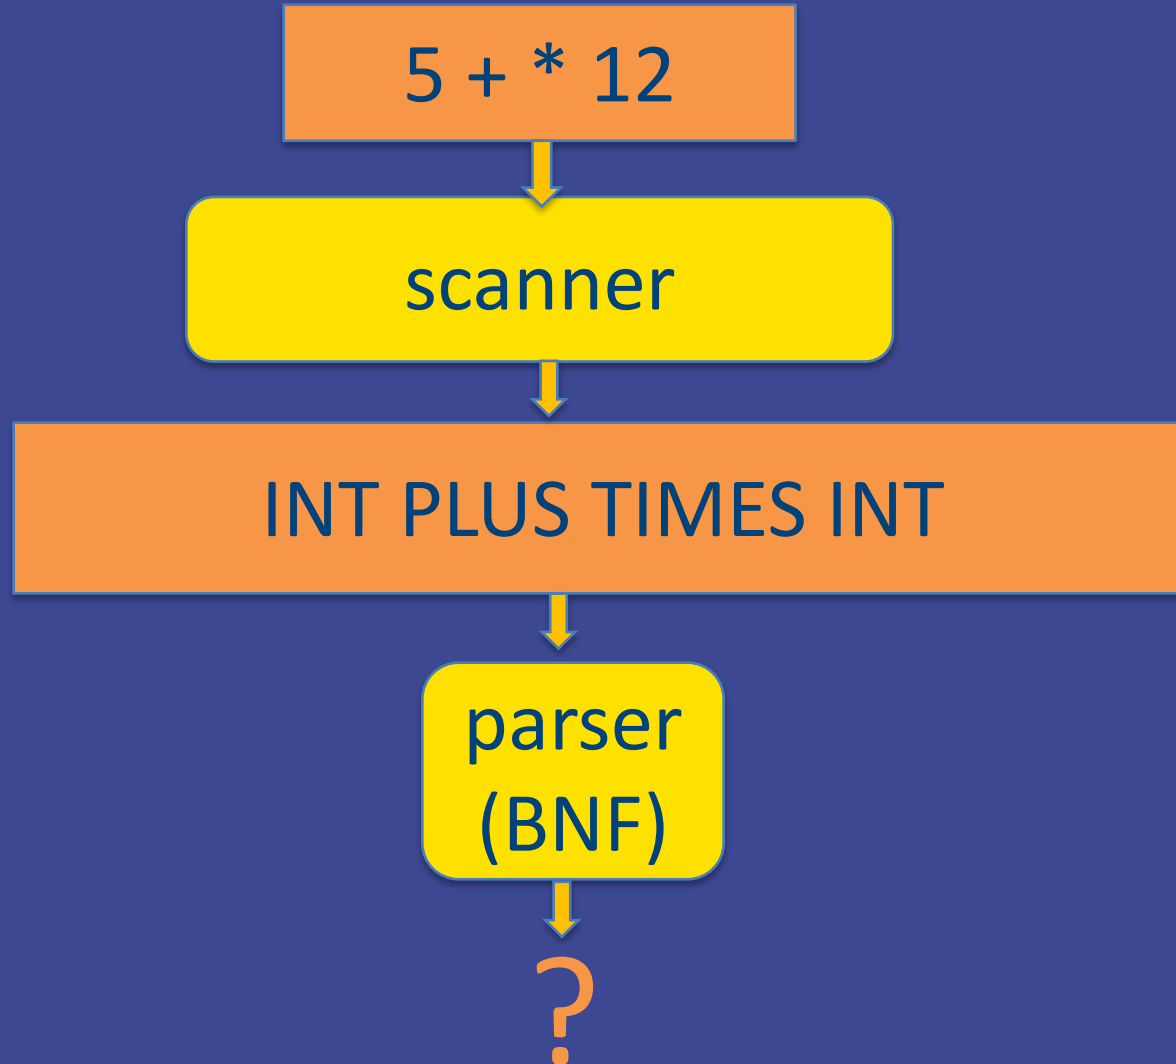 5 + * 12
scanner
INT PLUS TIMES INT
parser
(BNF)
?